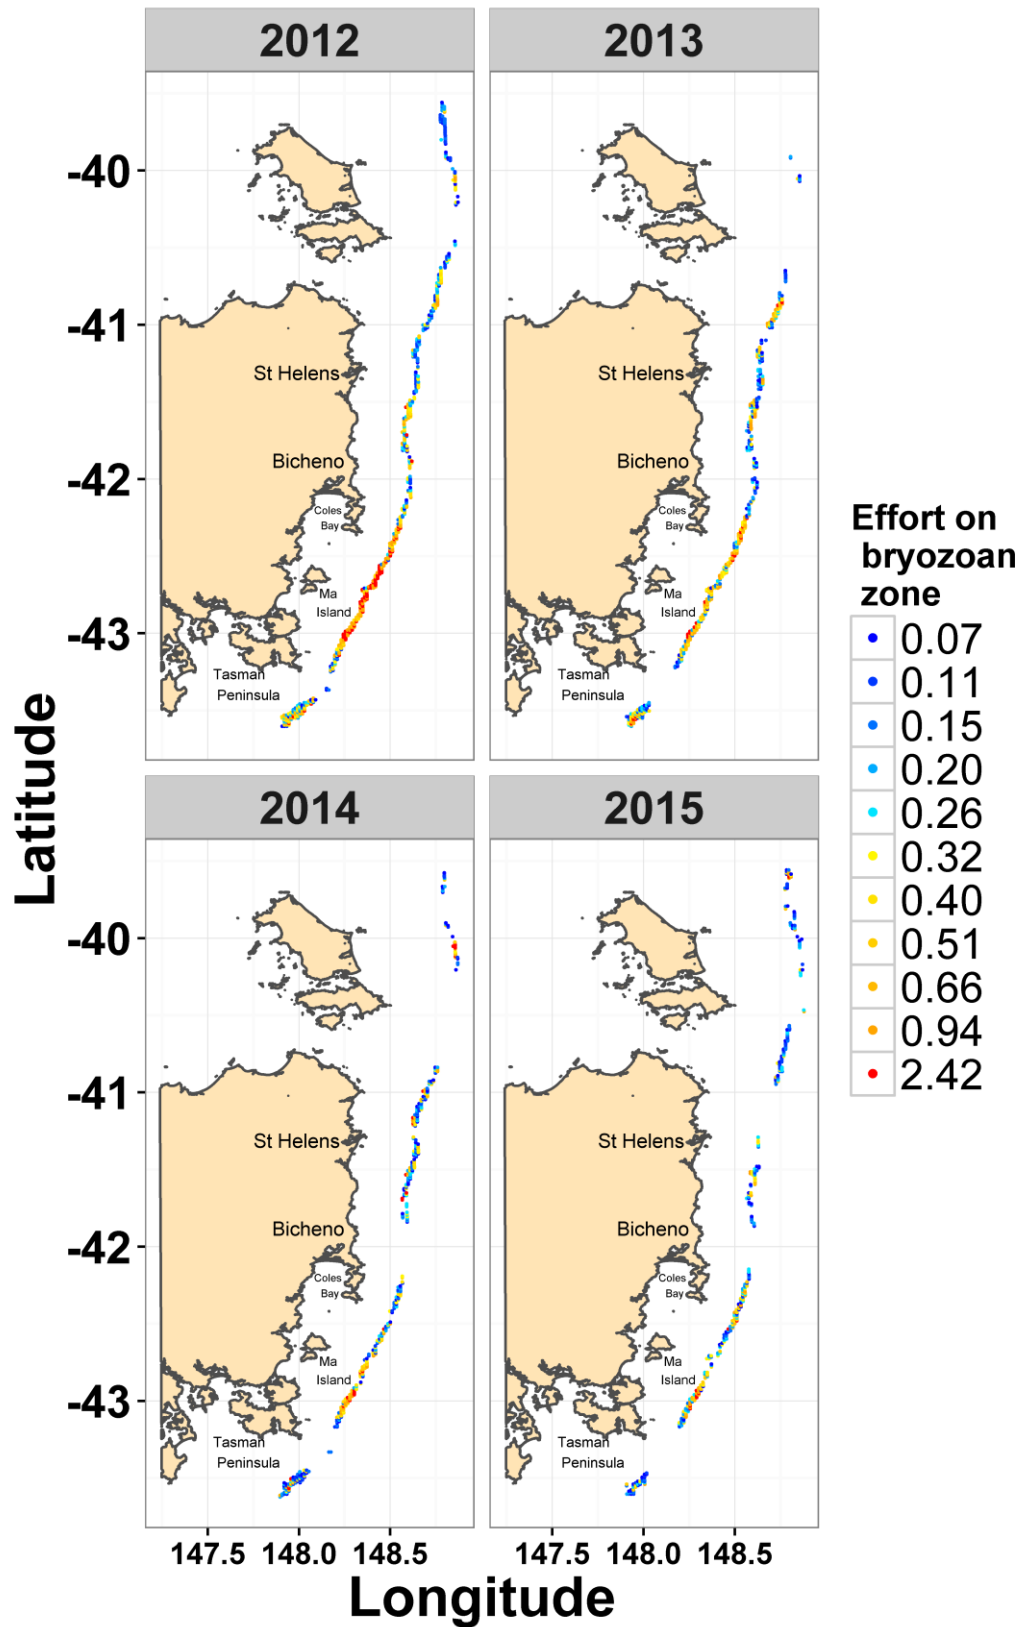 2012
2013
-40
-41
-42
-43
St Helens
Bicheno
Coles
Bay
Ma
Island
Tasman
Peninsula
St Helens
Bicheno
Coles
Bay
Ma
Island
Tasman
Peninsula
Latitude
2014
2015
-40
-41
-42
-43
St Helens
Bicheno
Coles
Bay
Ma
Island
Tasman
Peninsula
St Helens
Bicheno
Coles
Bay
Ma
Island
Tasman
Peninsula
147.5 148.0 148.5
147.5 148.0 148.5
Longitude
Effort on
bryozoan
zone
0.07
0.11
0.15
0.20
0.26
0.32
0.40
0.51
0.66
0.94
2.42